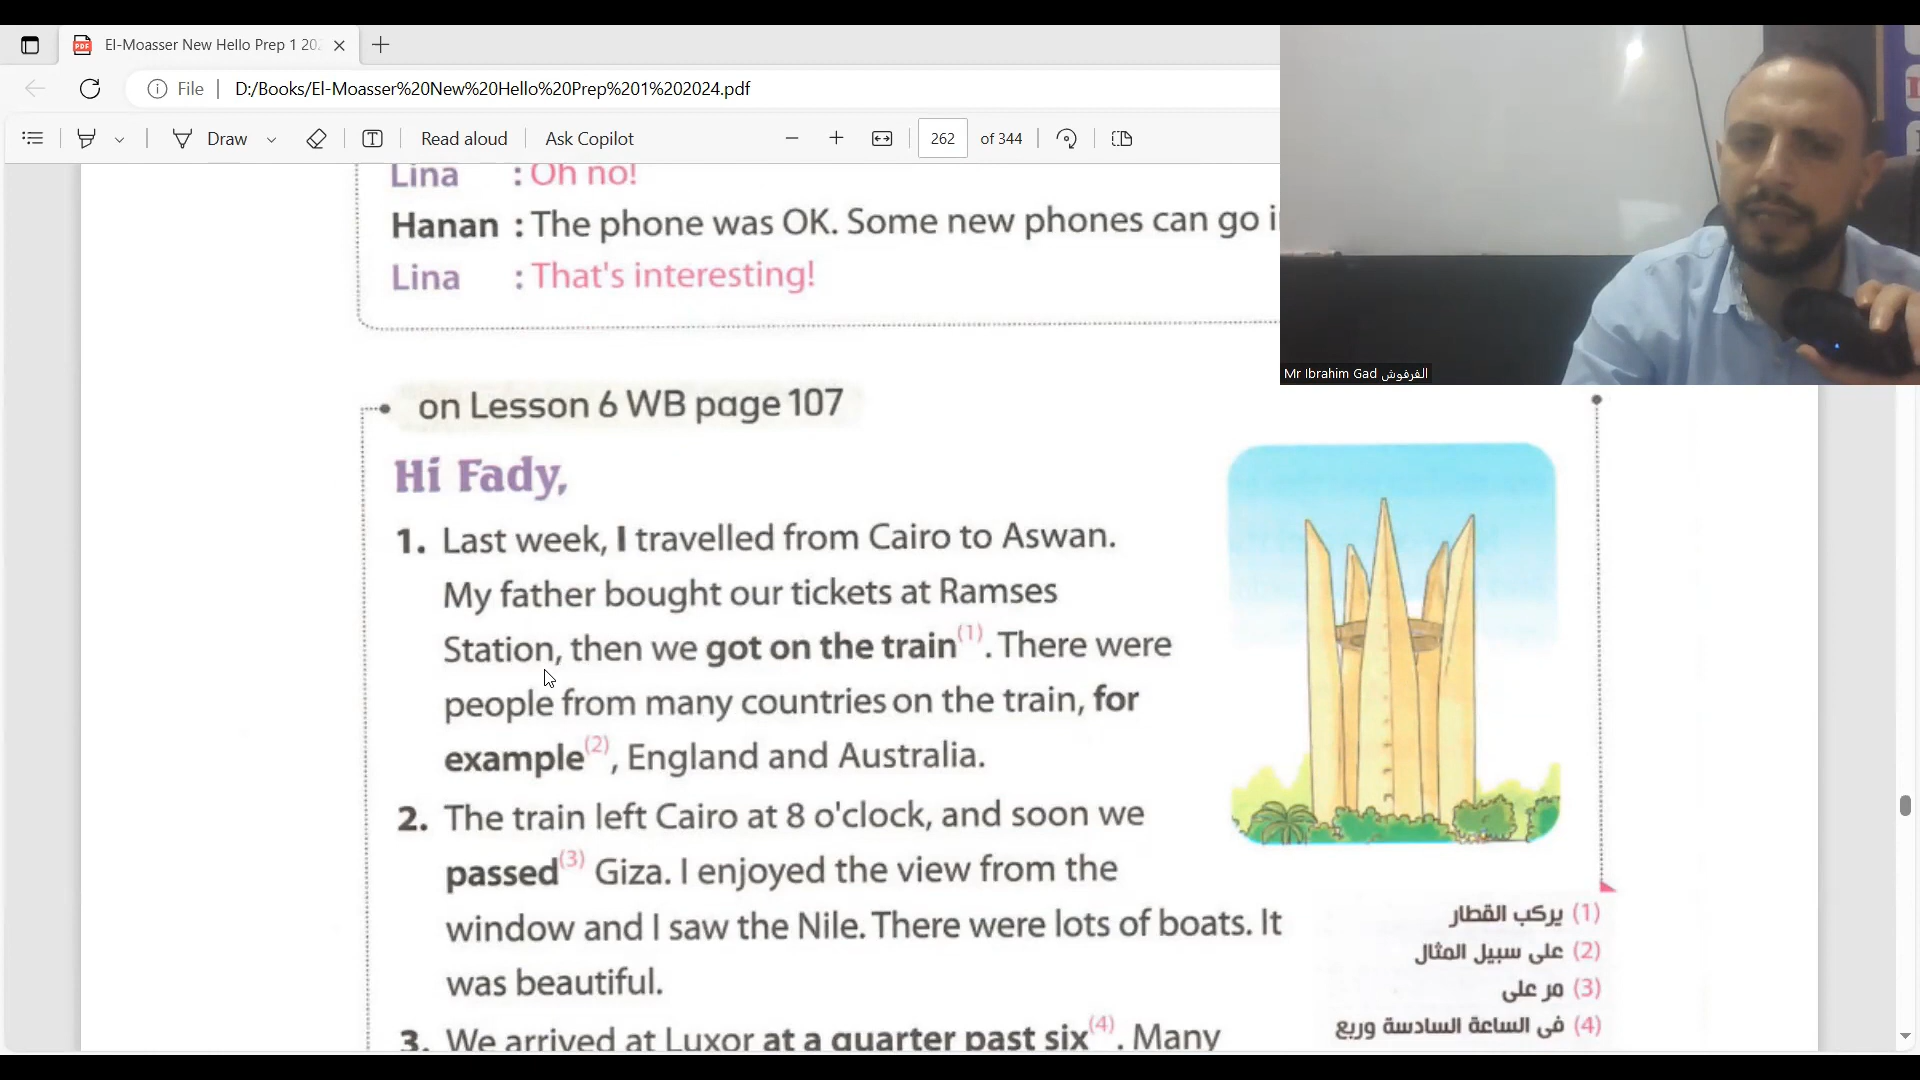 El-Moasser New Hello Prep 1 202
File
D:/Books/El-Moasser%20New%20Hello%20Prep%201%202024.pdf
Draw
Read aloud
Ask Copilot
262 of 344
Lina : Oh no!
Hanan : The phone was OK. Some new phones can go i
Lina : That's interesting!
Mr Ibrahim Gad الفرفوش
on Lesson 6 WB page 107
Hi Fady,
1. Last week, I travelled from Cairo to Aswan.
My father bought our tickets at Ramses
Station, then we got on the train(1). There were
people from many countries on the train, for
example(2), England and Australia.
2. The train left Cairo at 8 o'clock, and soon we
passed(3) Giza. I enjoyed the view from the
window and I saw the Nile. There were lots of boats. It
was beautiful.
3. We arrived at Luxor at a quarter past six(4). Many
(1) يركب القطار
(2) على سبيل المثال
(3) مر على
(4) فى الساعة السادسة وربع